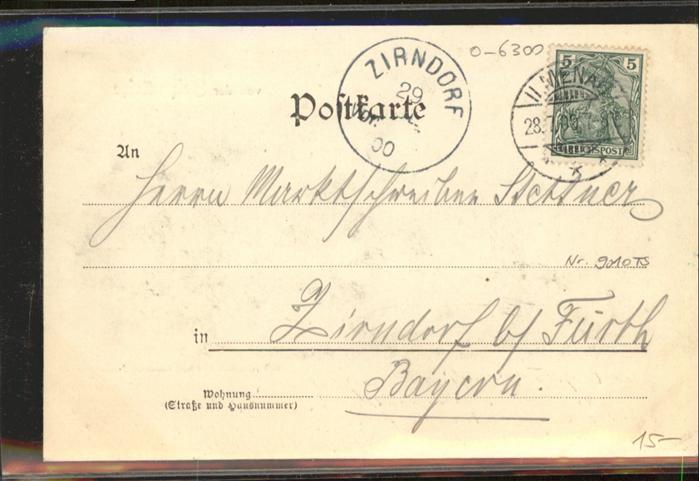 0-6300
5 5
ILMENAU
28.
REICHSPOST
ZIRNDORF
29
00
Postkarte
An
Herrn Marktschreiber Stettner
Nr. 9010TS
in Zirndorf b/ Fürth
Bayern.
Wohnung
(Straße und Hausnummer)
15-